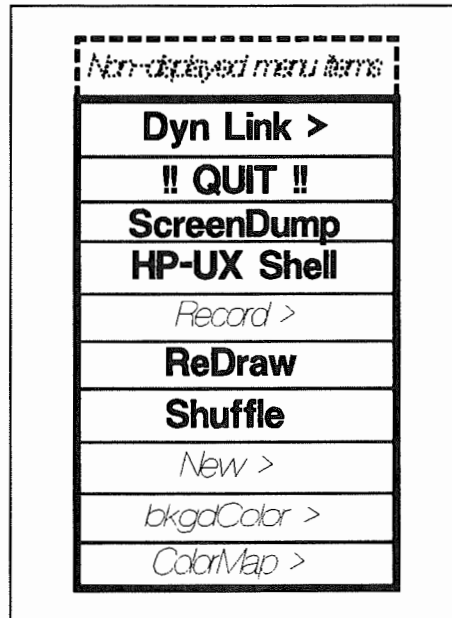 Non-displayed menu items
Dyn Link >
!! QUIT !!
ScreenDump
HP-UX Shell
Record >
ReDraw
Shuffle
New >
bkgdColor >
ColorMap >